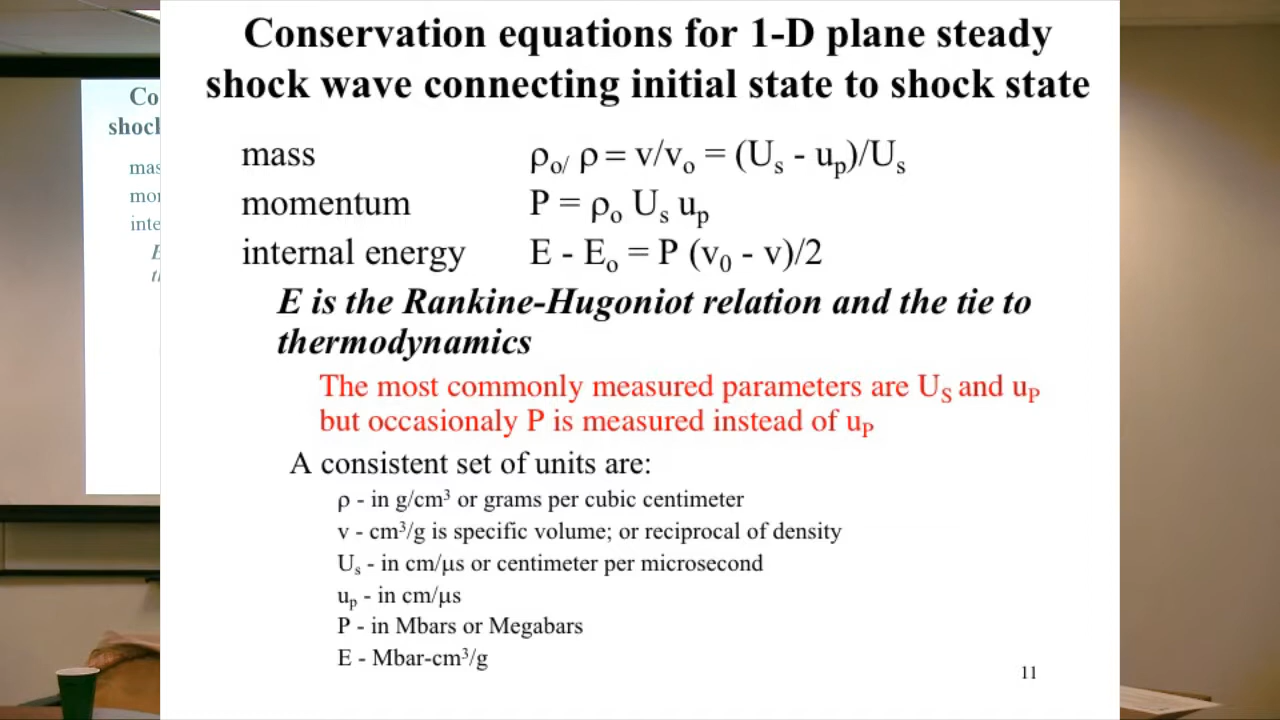 Conservation equations for 1-D plane steady
shock wave connecting initial state to shock state
mass ρo/ ρ = v/vo = (Us - up)/Us
momentum P = ρo Us up
internal energy E - Eo = P (v0 - v)/2
E is the Rankine-Hugoniot relation and the tie to
thermodynamics
The most commonly measured parameters are US and uP
but occasionaly P is measured instead of uP
A consistent set of units are:
ρ - in g/cm³ or grams per cubic centimeter
v - cm³/g is specific volume; or reciprocal of density
Us - in cm/μs or centimeter per microsecond
up - in cm/μs
P - in Mbars or Megabars
E - Mbar-cm³/g
11
Co
shock
mas
mo
inte